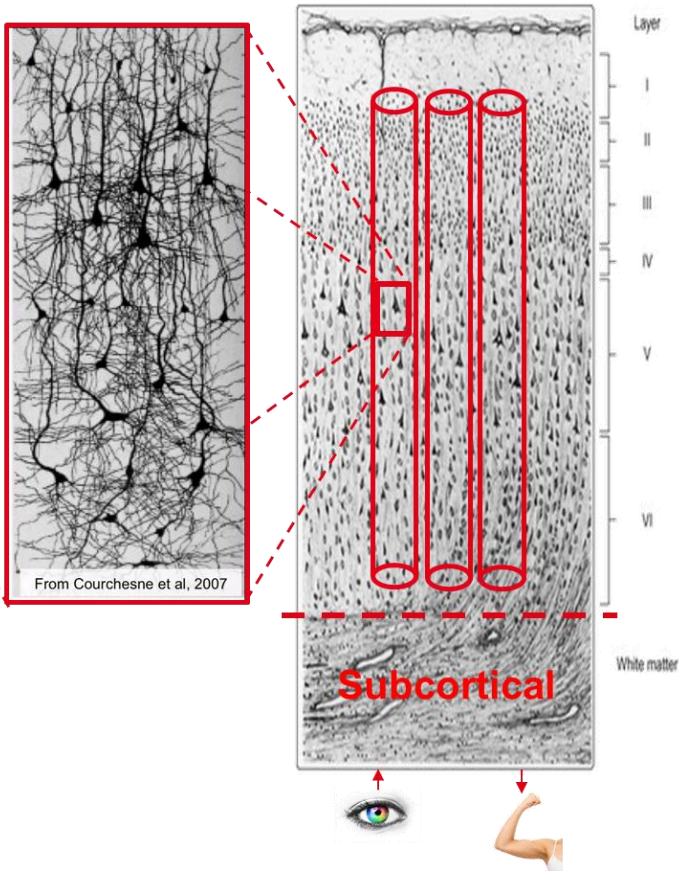 Layer
I
II
III
IV
V
VI
From Courchesne et al, 2007
White matter
Subcortical